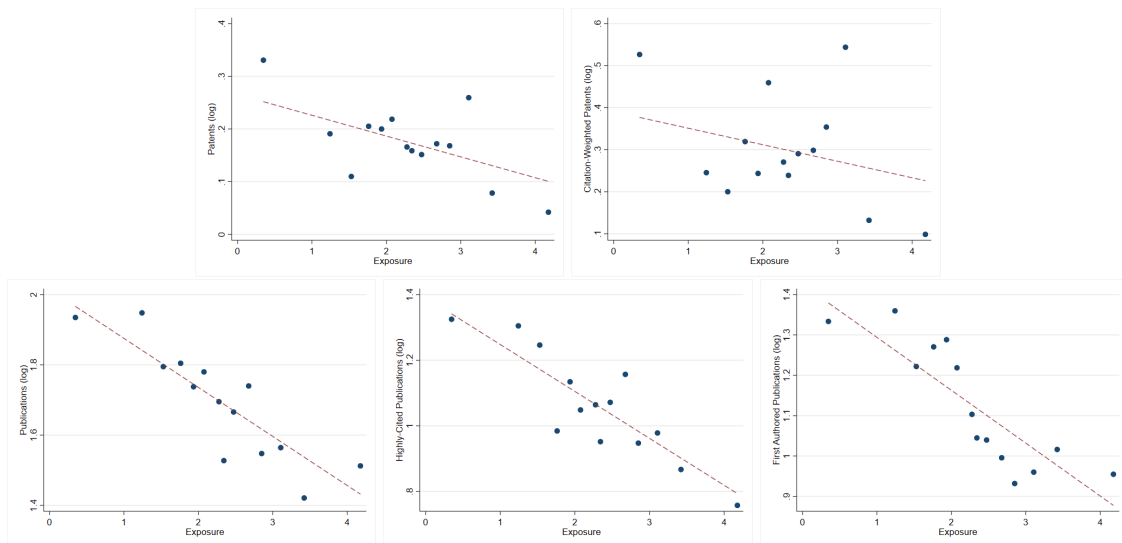 Patents (log)
.4
.3
.2
.1
0
0 1 2 3 4
Exposure
Citation-Weighted Patents (log)
.6
.5
.4
.3
.2
.1
0 1 2 3 4
Exposure
Publications (log)
2
1.8
1.6
1.4
0 1 2 3 4
Exposure
Highly-Cited Publications (log)
1.4
1.2
1
.8
0 1 2 3 4
Exposure
First Authored Publications (log)
1.4
1.3
1.2
1.1
1
.9
0 1 2 3 4
Exposure